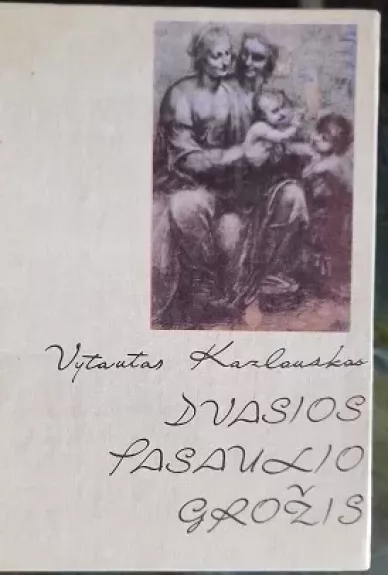 Vytautas Kazlauskas
DVASIOS
PASAULIO
GROŽIS